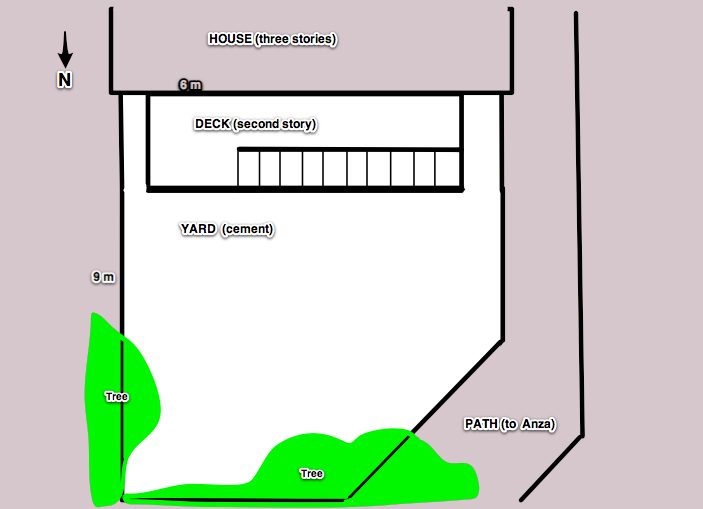 HOUSE (three stories)
N
6 m
DECK (second story)
YARD (cement)
9 m
Tree
PATH (to Anza)
Tree